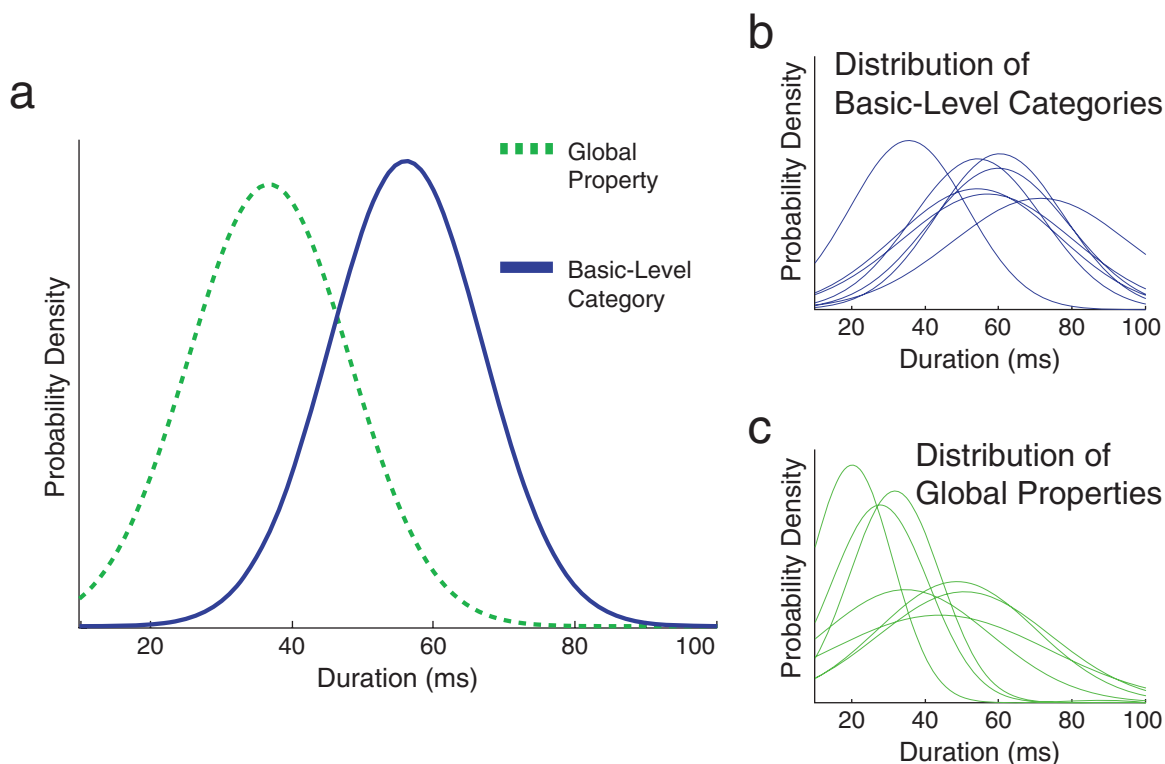 a
Probability Density
Global
Property
Basic-Level
Category
20 40 60 80 100
Duration (ms)
b
Distribution of
Basic-Level Categories
Probability Density
20 40 60 80 100
Duration (ms)
c
Distribution of
Global Properties
Probability Density
20 40 60 80 100
Duration (ms)